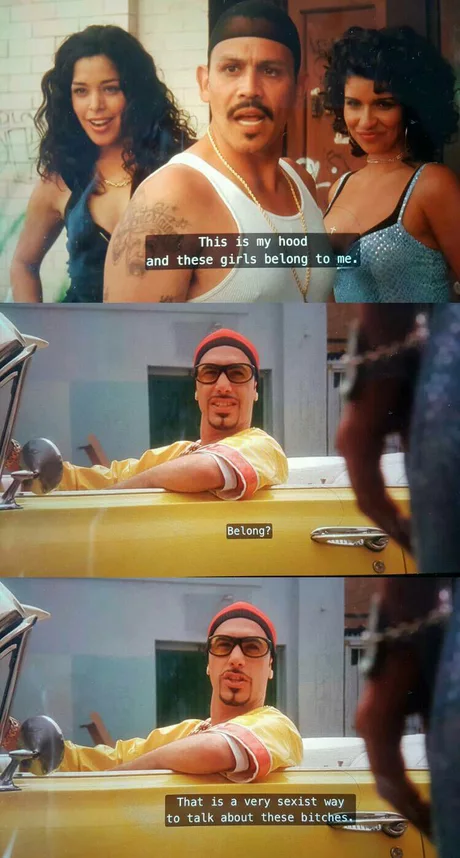 This is my hood
and these girls belong to me.
Belong?
That is a very sexist way
to talk about these bitches.